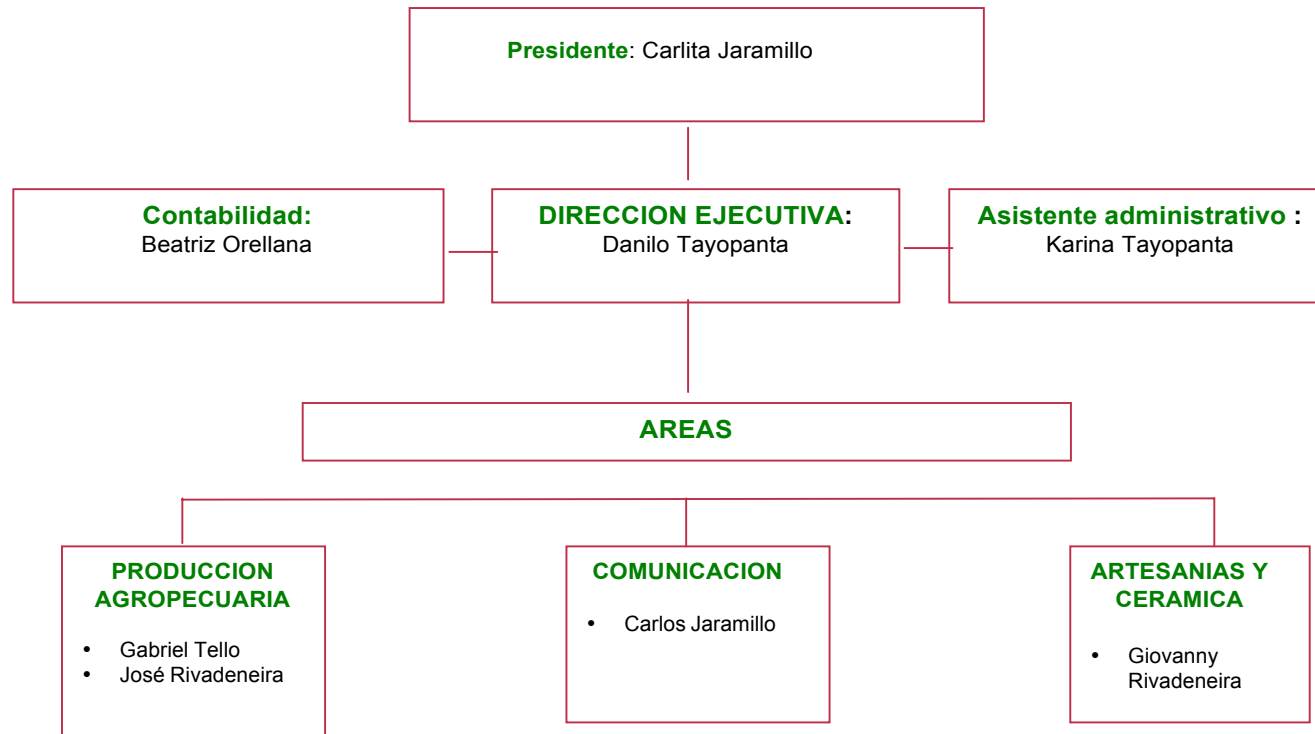 Presidente: Carlita Jaramillo
Contabilidad:
Beatriz Orellana
DIRECCION EJECUTIVA:
Danilo Tayopanta
Asistente administrativo :
Karina Tayopanta
AREAS
PRODUCCION
AGROPECUARIA
• Gabriel Tello
• José Rivadeneira
COMUNICACION
• Carlos Jaramillo
ARTESANIAS Y
CERAMICA
• Giovanny
Rivadeneira